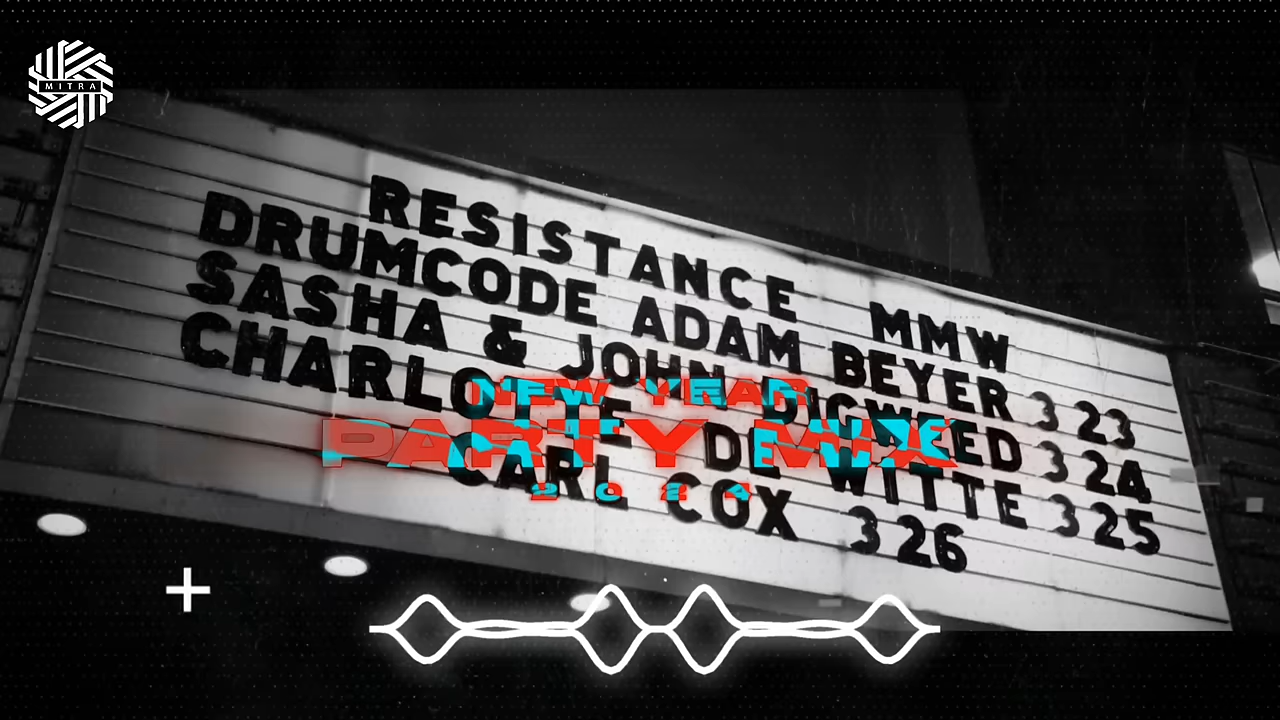 MITRA
RESISTANCE MMW
DRUMCODE ADAM BEYER 3 23
SASHA & JOHN DIGWEED 3 24
CHARLOTTE DE WITTE 3 25
CARL COX 3 26
NEW YEAR
PARTY MIX
2024